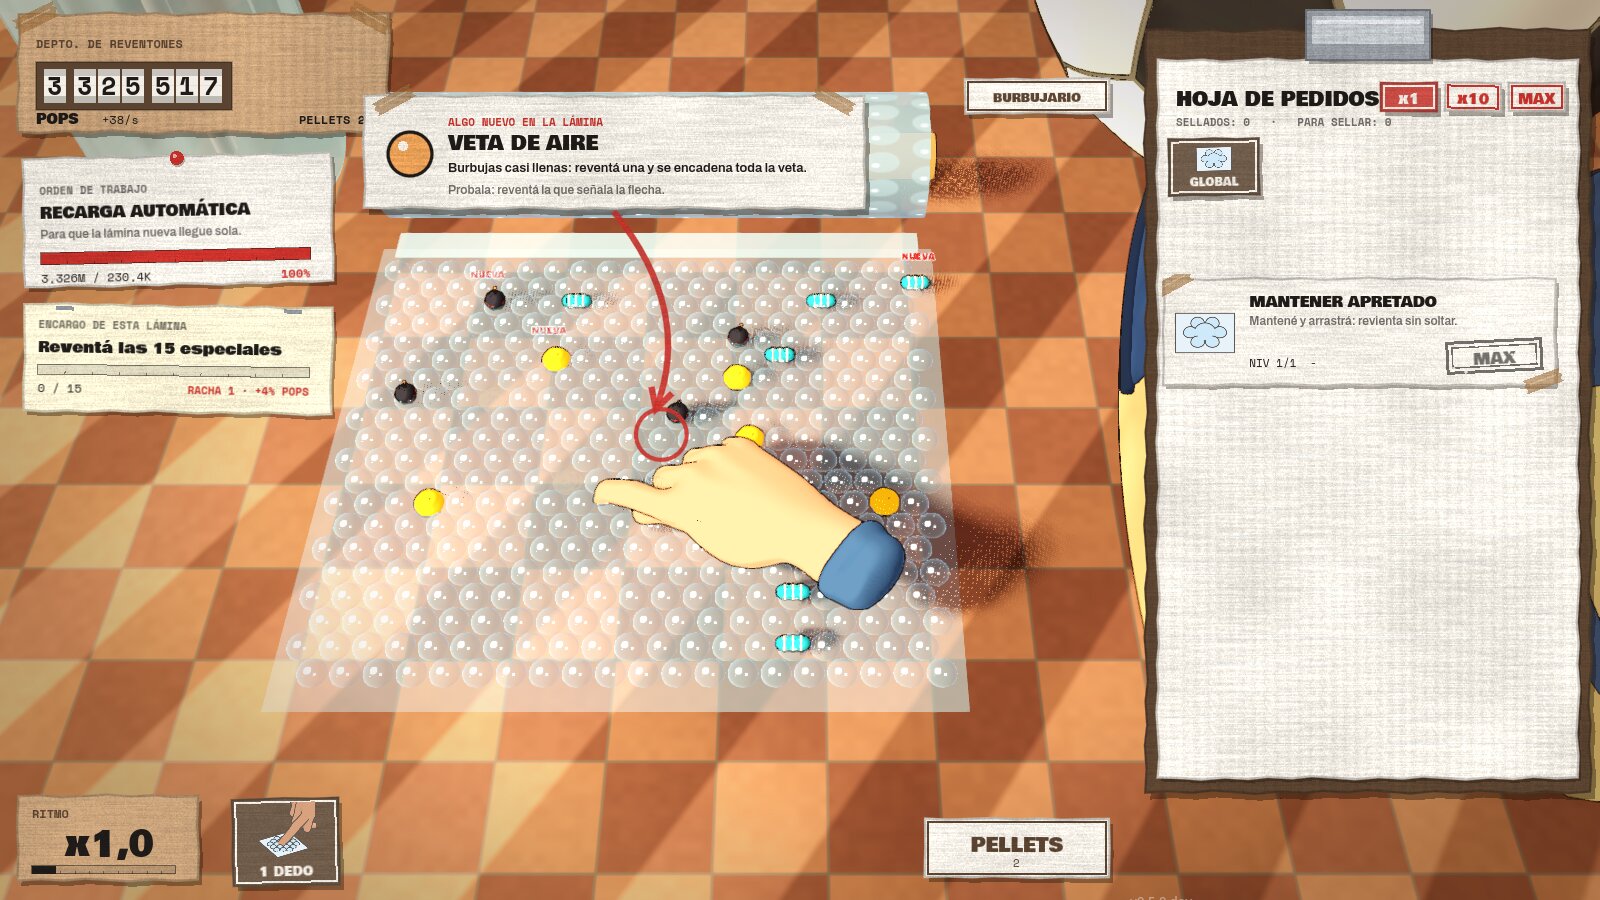 DEPTO. DE REVENTONES
3 325 517
POPS +38/s PELLETS 2
ORDEN DE TRABAJO
RECARGA AUTOMÁTICA
Para que la lámina nueva llegue sola.
3,326M / 230.4K 100%
ENCARGO DE ESTA LÁMINA
Reventá las 15 especiales
0 / 15 RACHA 1 · +4% POPS
ALGO NUEVO EN LA LÁMINA
VETA DE AIRE
Burbujas casi llenas: reventá una y se encadena toda la veta.
Probala: reventá la que señala la flecha.
BURBUJARIO
NUEVA
NUEVA
NUEVA
HOJA DE PEDIDOS x1 x10 MAX
SELLADOS: 0 · PARA SELLAR: 0
GLOBAL
MANTENER APRETADO
Mantené y arrastrá: revienta sin soltar.
NIV 1/1 -
MAX
RITMO
x1,0
1 DEDO
PELLETS
2